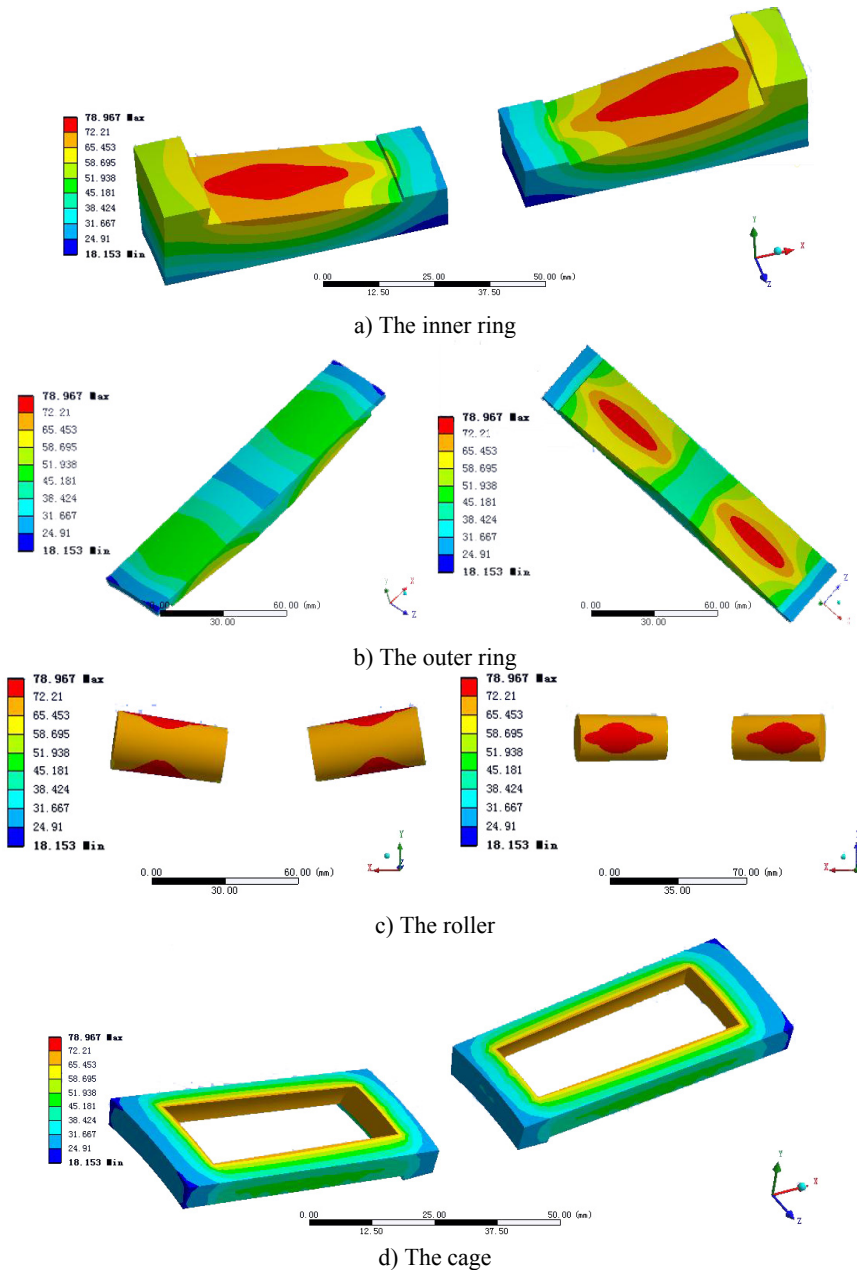 78.967 Max
72.21
65.453
58.695
51.938
45.181
38.424
31.667
24.91
18.153 Min
Y
X
Z
0.00 25.00 50.00 (mm)
12.50 37.50
a) The inner ring
78.967 Max
72.21
65.453
58.695
51.938
45.181
38.424
31.667
24.91
18.153 Min
60.00 (mm)
30.00
Y
X
Z
78.967 Max
72.21
65.453
58.695
51.938
45.181
38.424
31.667
24.91
18.153 Min
0.00 60.00 (mm)
30.00
Z
b) The outer ring
78.967 Max
72.21
65.453
58.695
51.938
45.181
38.424
31.667
24.91
18.153 Min
0.00 60.00 (mm)
30.00
Y
X
Z
78.967 Max
72.21
65.453
58.695
51.938
45.181
38.424
31.667
24.91
18.153 Min
0.00 70.00 (mm)
35.00
X
c) The roller
78.967 Max
72.21
65.453
58.695
51.938
45.181
38.424
31.667
24.91
18.153 Min
0.00 25.00 50.00 (mm)
12.50 37.50
Y
X
Z
d) The cage